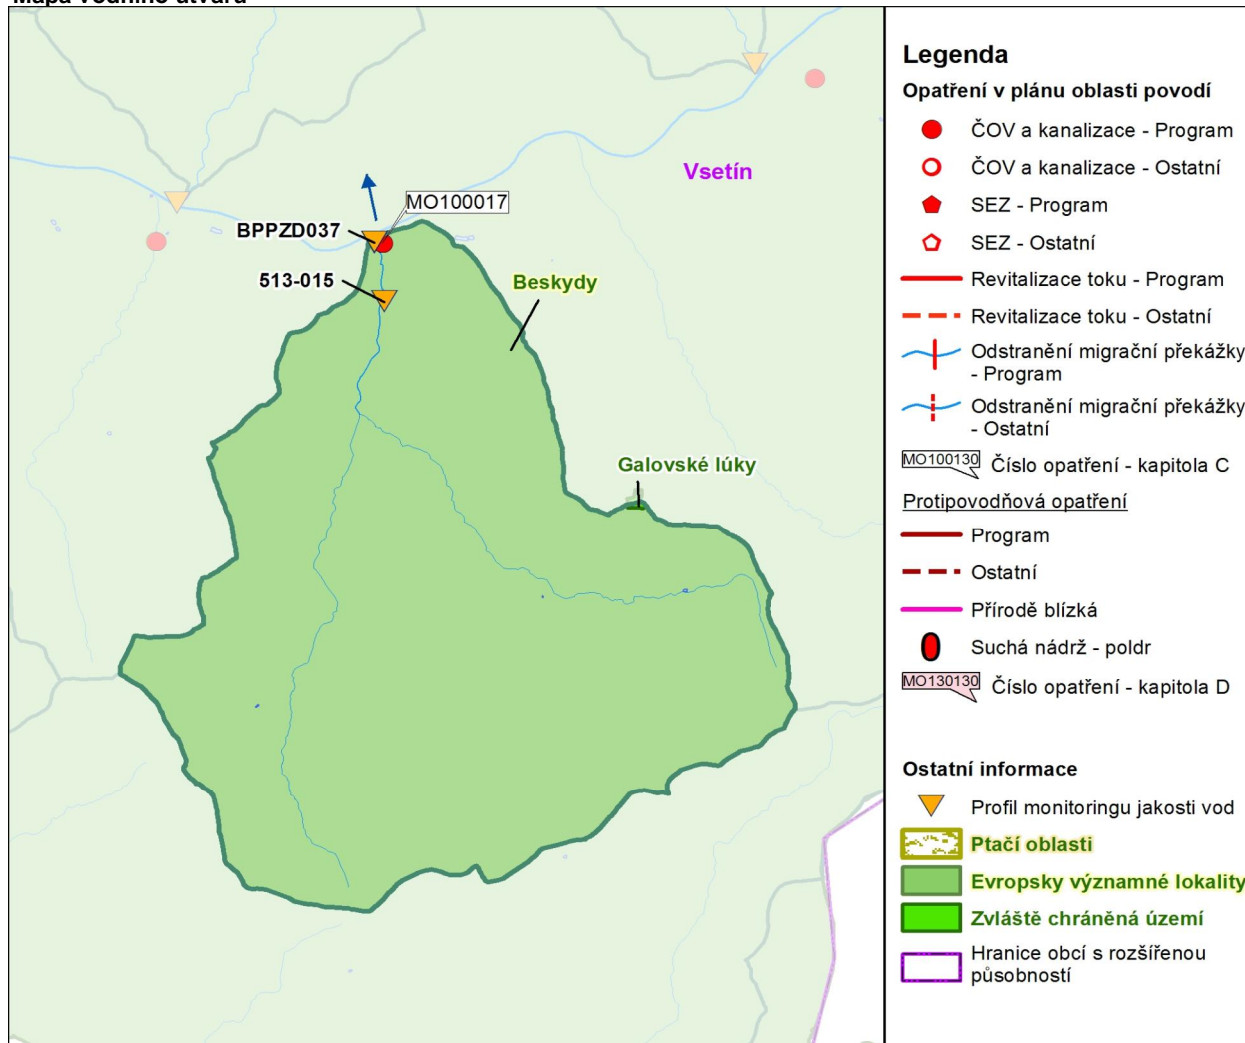 Mapa vodního útvaru
Vsetín
MO100017
BPPZD037
513-015
Beskydy
Galovské lúky
Legenda
Opatření v plánu oblasti povodí
ČOV a kanalizace - Program
ČOV a kanalizace - Ostatní
SEZ - Program
SEZ - Ostatní
Revitalizace toku - Program
Revitalizace toku - Ostatní
Odstranění migrační překážky
- Program
Odstranění migrační překážky
- Ostatní
MO100130 Číslo opatření - kapitola C
Protipovodňová opatření
Program
Ostatní
Přírodě blízká
Suchá nádrž - poldr
MO130130 Číslo opatření - kapitola D
Ostatní informace
Profil monitoringu jakosti vod
Ptačí oblasti
Evropsky významné lokality
Zvláště chráněná území
Hranice obcí s rozšířenou
působností